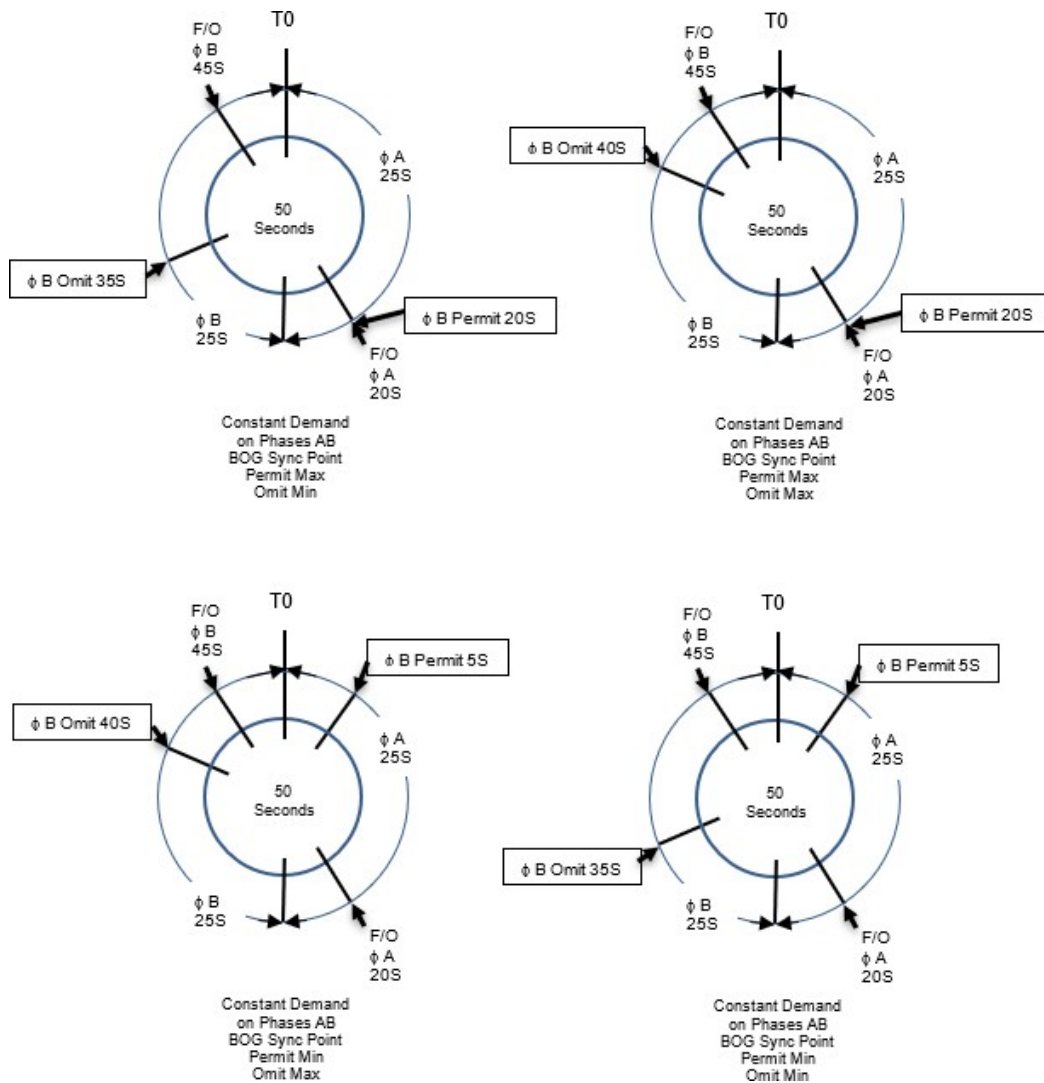 T0
F/O
ϕ B
45S
ϕ A
25S
50
Seconds
ϕ B Omit 35S
ϕ B
25S
ϕ B Permit 20S
F/O
ϕ A
20S
Constant Demand
on Phases AB
BOG Sync Point
Permit Max
Omit Min
T0
F/O
ϕ B
45S
ϕ B Omit 40S
ϕ A
25S
50
Seconds
ϕ B
25S
ϕ B Permit 20S
F/O
ϕ A
20S
Constant Demand
on Phases AB
BOG Sync Point
Permit Max
Omit Max
T0
F/O
ϕ B
45S
ϕ B Permit 5S
ϕ B Omit 40S
ϕ A
25S
50
Seconds
ϕ B
25S
F/O
ϕ A
20S
Constant Demand
on Phases AB
BOG Sync Point
Permit Min
Omit Max
T0
F/O
ϕ B
45S
ϕ B Permit 5S
ϕ A
25S
50
Seconds
ϕ B Omit 35S
ϕ B
25S
F/O
ϕ A
20S
Constant Demand
on Phases AB
BOG Sync Point
Permit Min
Omit Min